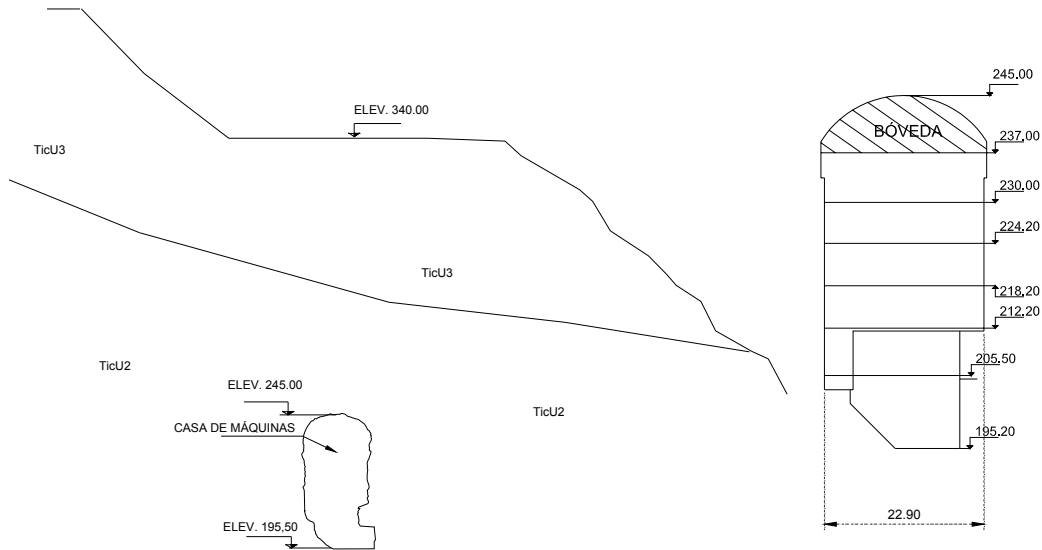 ELEV. 340.00
TicU3
TicU3
TicU2
ELEV. 245.00
TicU2
CASA DE MÁQUINAS
ELEV. 195,50
245.00
BÓVEDA
237,00
230.00
224.20
218,20
212.20
205.50
195.20
22.90